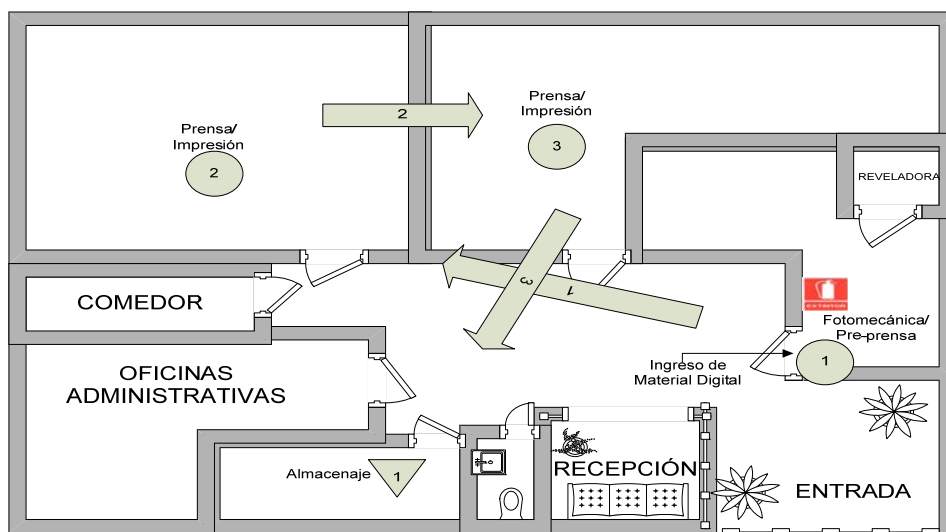 Prensa/
Impresión
2
2
Prensa/
Impresión
3
REVELADORA
3
1
COMEDOR
EXTINTOR
Fotomecánica/
Pre-prensa
1
Ingreso de
Material Digital
OFICINAS
ADMINISTRATIVAS
Almacenaje
1
RECEPCIÓN
ENTRADA